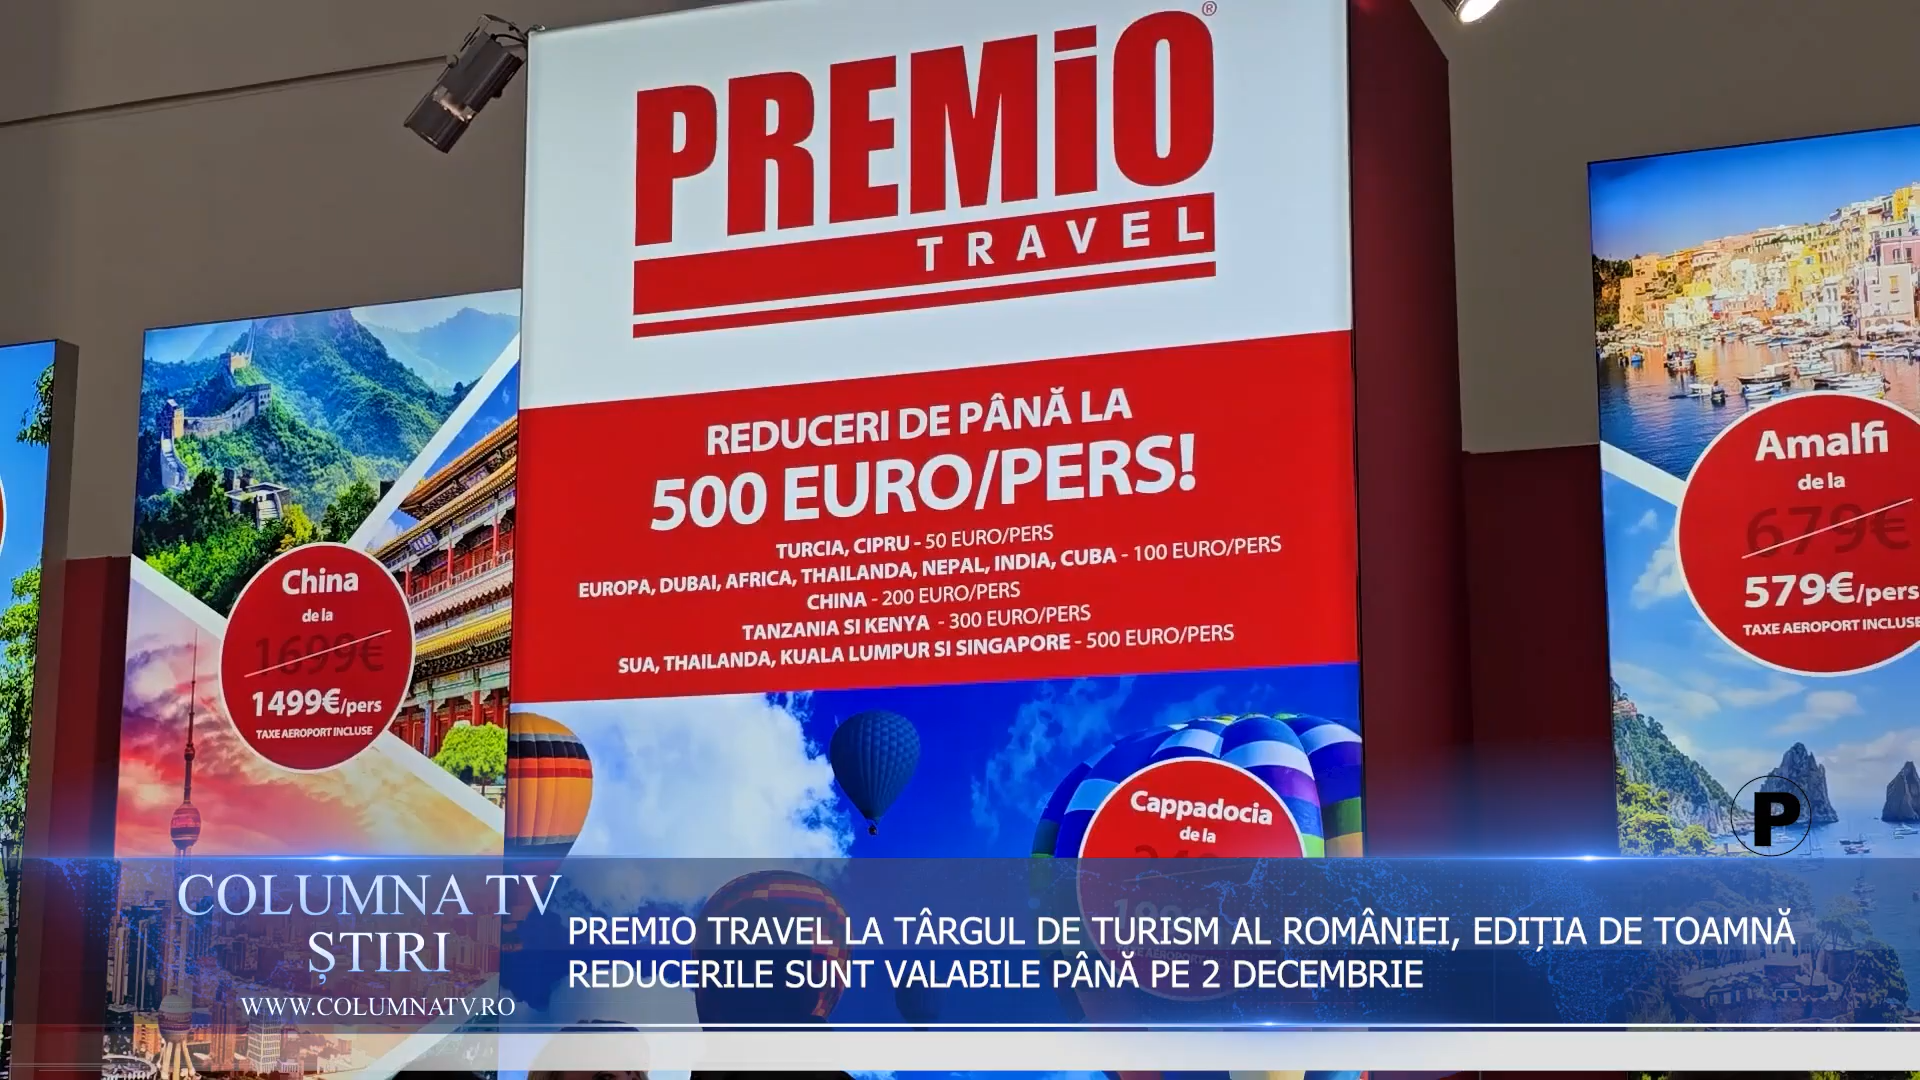 PREMiO
®
TRAVEL
REDUCERI DE PÂNĂ LA
500 EURO/PERS!
TURCIA, CIPRU - 50 EURO/PERS
EUROPA, DUBAI, AFRICA, THAILANDA, NEPAL, INDIA, CUBA - 100 EURO/PERS
CHINA - 200 EURO/PERS
TANZANIA SI KENYA - 300 EURO/PERS
SUA, THAILANDA, KUALA LUMPUR SI SINGAPORE - 500 EURO/PERS
China
de la
1699€
1499€/pers
TAXE AEROPORT INCLUSE
Amalfi
de la
679€
579€/pers
TAXE AEROPORT INCLUSE
Cappadocia
de la
P
COLUMNA TV
ȘTIRI
WWW.COLUMNATV.RO
PREMIO TRAVEL LA TÂRGUL DE TURISM AL ROMÂNIEI, EDIȚIA DE TOAMNĂ
REDUCERILE SUNT VALABILE PÂNĂ PE 2 DECEMBRIE